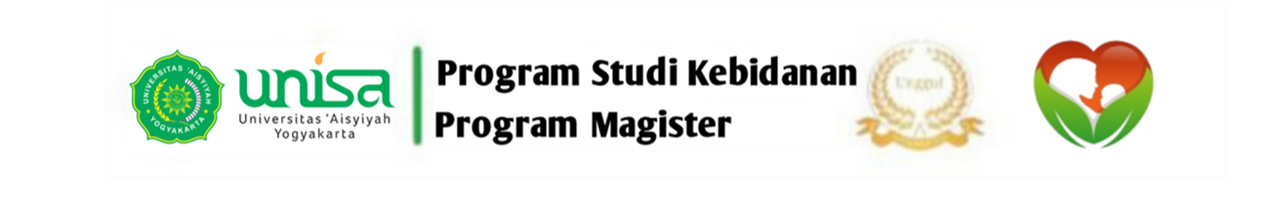 UNIVERSITAS 'AISYIYAH
YOGYAKARTA
unisa
Universitas 'Aisyiyah
Yogyakarta
Program Studi Kebidanan
Program Magister
Unggul